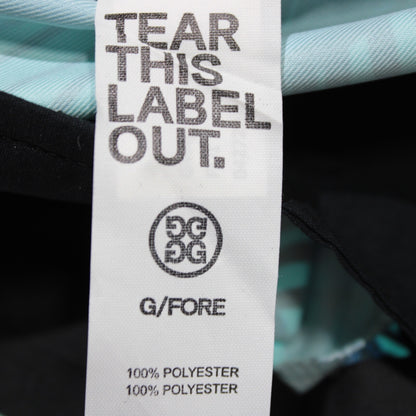 TEAR
THIS
LABEL
OUT.
G/FORE
100% POLYESTER
100% POLYESTER